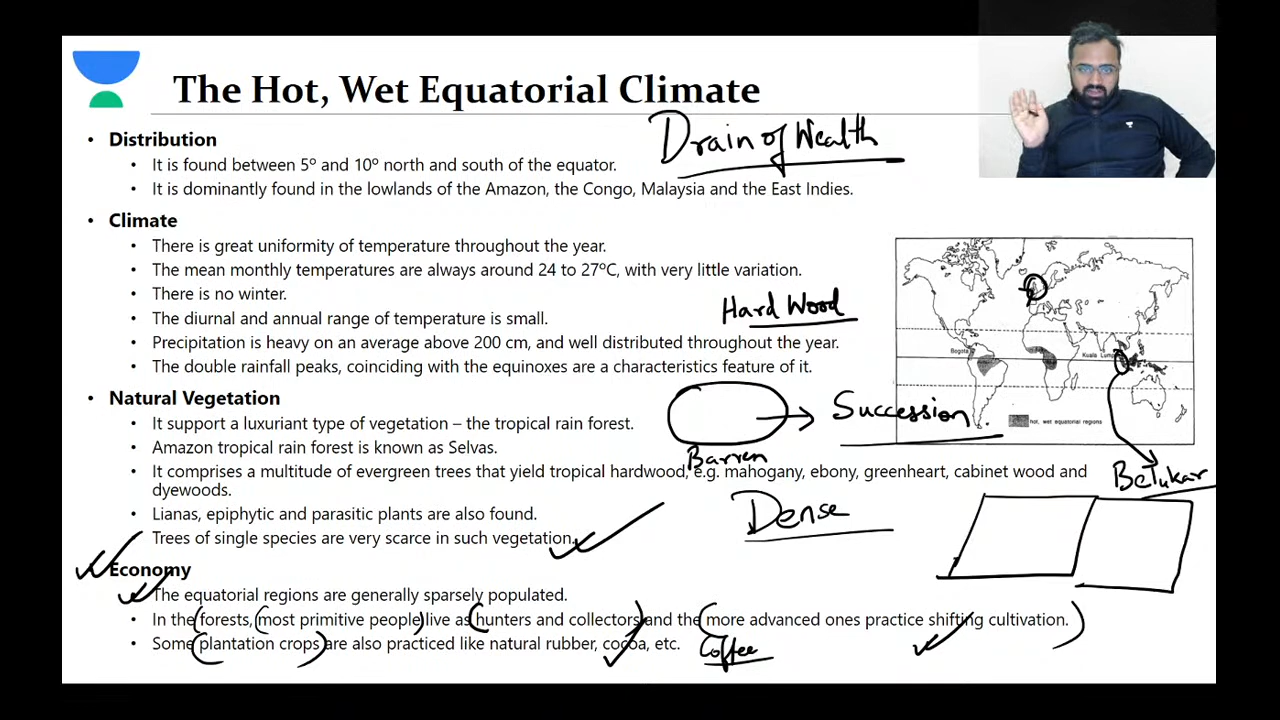 The Hot, Wet Equatorial Climate
Drain of Wealth
• Distribution
• It is found between 5º and 10º north and south of the equator.
• It is dominantly found in the lowlands of the Amazon, the Congo, Malaysia and the East Indies.
• Climate
• There is great uniformity of temperature throughout the year.
• The mean monthly temperatures are always around 24 to 27ºC, with very little variation.
• There is no winter.
Hard Wood
• The diurnal and annual range of temperature is small.
• Precipitation is heavy on an average above 200 cm, and well distributed throughout the year.
• The double rainfall peaks, coinciding with the equinoxes are a characteristics feature of it.
Bogota
Kuala Lump
hot, wet equatorial regions
• Natural Vegetation
Succession
• It support a luxuriant type of vegetation – the tropical rain forest.
• Amazon tropical rain forest is known as Selvas.
Barren
• It comprises a multitude of evergreen trees that yield tropical hardwood, e.g. mahogany, ebony, greenheart, cabinet wood and
dyewoods.
Belukar
Dense
• Lianas, epiphytic and parasitic plants are also found.
Trees of single species are very scarce in such vegetation.
Economy
The equatorial regions are generally sparsely populated.
• In the (forests, (most primitive people) live as (hunters and collectors) and the (more advanced ones practice shifting cultivation. )
• Some (plantation crops) are also practiced like natural rubber, cocoa, etc. Coffee